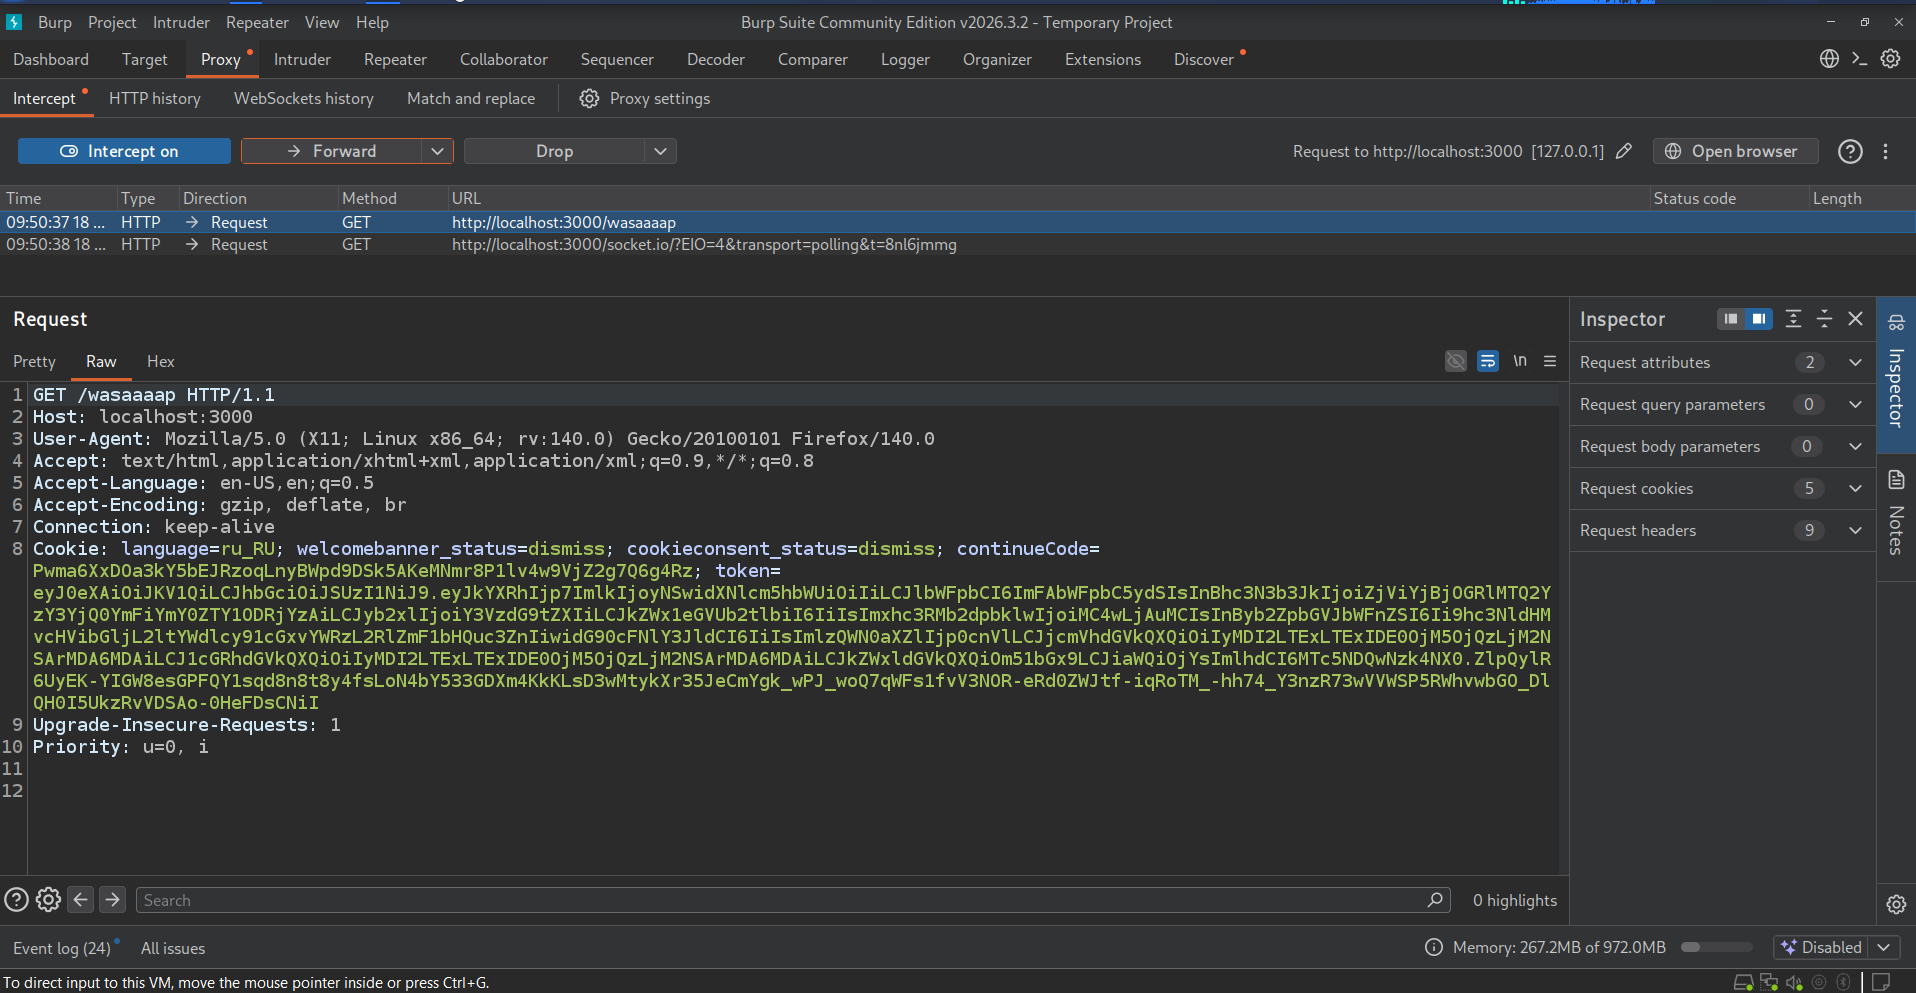 Burp Project Intruder Repeater View Help Burp Suite Community Edition v2026.3.2 - Temporary Project
Dashboard Target Proxy Intruder Repeater Collaborator Sequencer Decoder Comparer Logger Organizer Extensions Discover
Intercept HTTP history WebSockets history Match and replace Proxy settings
Intercept on Forward Drop Request to http://localhost:3000 [127.0.0.1] Open browser
Time Type Direction Method URL Status code Length
09:50:37 18 ... HTTP → Request GET http://localhost:3000/wasaaaap
09:50:38 18 ... HTTP → Request GET http://localhost:3000/socket.io/?EIO=4&transport=polling&t=8nl6jmmg
Request
Pretty Raw Hex \n
1 GET /wasaaaap HTTP/1.1
2 Host: localhost:3000
3 User-Agent: Mozilla/5.0 (X11; Linux x86_64; rv:140.0) Gecko/20100101 Firefox/140.0
4 Accept: text/html,application/xhtml+xml,application/xml;q=0.9,*/*;q=0.8
5 Accept-Language: en-US,en;q=0.5
6 Accept-Encoding: gzip, deflate, br
7 Connection: keep-alive
8 Cookie: language=ru_RU; welcomebanner_status=dismiss; cookieconsent_status=dismiss; continueCode=
Pwma6XxDOa3kY5bEJRzoqLnyBWpd9DSk5AKeMNmr8P1lv4w9VjZ2g7Q6g4Rz; token=
eyJ0eXAiOiJKV1QiLCJhbGciOiJSUzI1NiJ9.eyJkYXRhIjp7ImlkIjoyNSwidXNlcm5hbWUiOiIiLCJlbWFpbCI6ImFAbWFpbC5ydSIsInBhc3N3b3JkIjoiZjViYjBjOGRlMTQ2Y
zY3YjQ0YmFiYmY0ZTY1ODRjYzAiLCJyb2xlIjoiY3VzdG9tZXIiLCJkZWx1eGVUb2tlbiI6IiIsImxhc3RMb2dpbklwIjoiMC4wLjAuMCIsInByb2ZpbGVJbWFnZSI6Ii9hc3NldHM
vcHVibGljL2ltYWdlcy91cGxvYWRzL2RlZmF1bHQuc3ZnIiwidG90cFNlY3JldCI6IiIsImlzQWN0aXZlIjp0cnVlLCJjcmVhdGVkQXQiOiIyMDI2LTExLTExIDE0OjM5OjQzLjM2N
SArMDA6MDAiLCJ1cGRhdGVkQXQiOiIyMDI2LTExLTExIDE0OjM5OjQzLjM2NSArMDA6MDAiLCJkZWxldGVkQXQiOm51bGx9LCJiaWQiOjYsImlhdCI6MTc5NDQwNzk4NX0.ZlpQylR
6UyEK-YIGW8esGPFQY1sqd8n8t8y4fsLoN4bY533GDXm4KkKLsD3wMtykXr35JeCmYgk_wPJ_woQ7qWFs1fvV3NOR-eRd0ZWJtf-iqRoTM_-hh74_Y3nzR73wVVWSP5RWhvwbGO_Dl
QH0I5UkzRvVDSAo-0HeFDsCNiI
9 Upgrade-Insecure-Requests: 1
10 Priority: u=0, i
11
12
Inspector
Request attributes 2
Request query parameters 0
Request body parameters 0
Request cookies 5
Request headers 9
Inspector
Notes
Search 0 highlights
Event log (24) All issues Memory: 267.2MB of 972.0MB Disabled
To direct input to this VM, move the mouse pointer inside or press Ctrl+G.